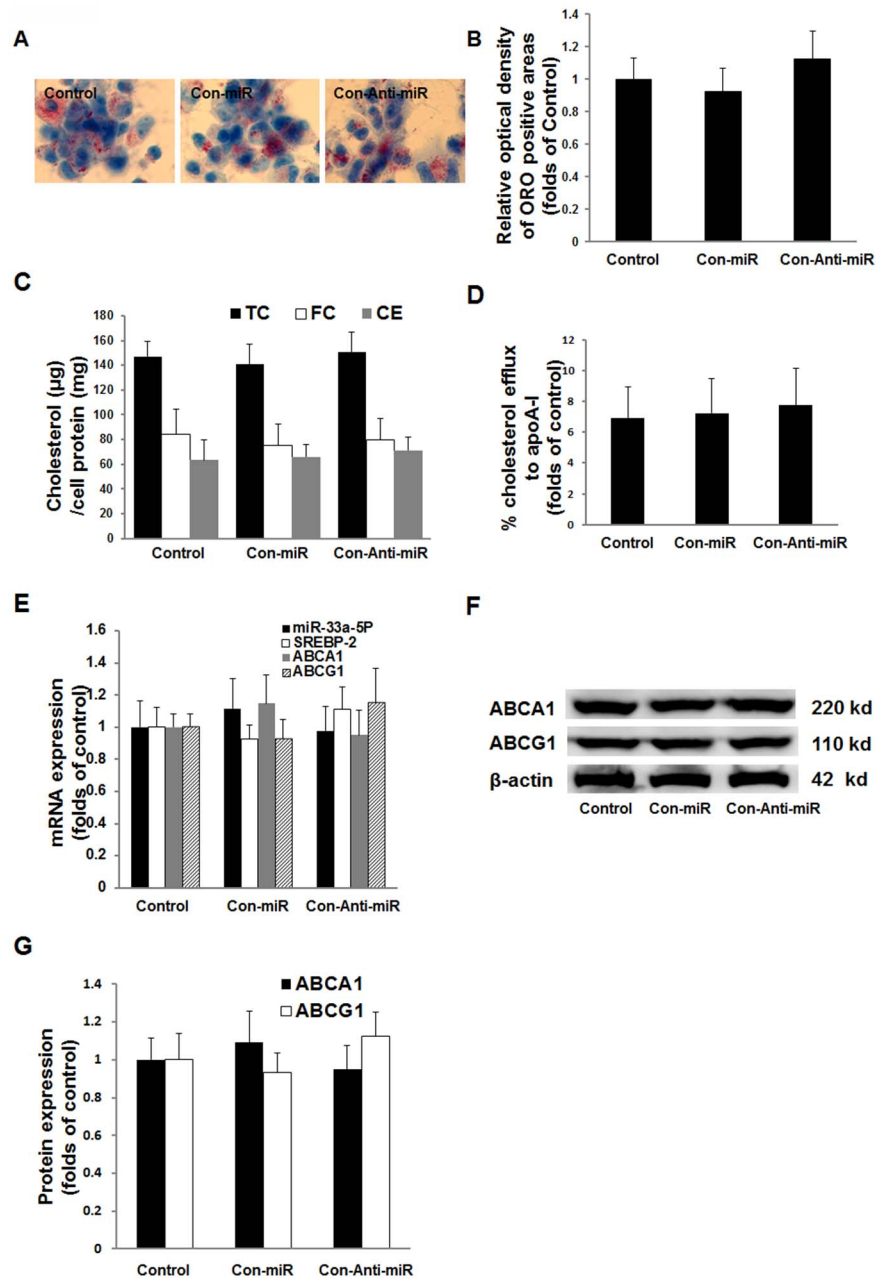 A
Control
Con-miR
Con-Anti-miR
B
Relative optical density
of ORO positive areas
(folds of Control)
1.4
1.2
1
0.8
0.6
0.4
0.2
0
Control
Con-miR
Con-Anti-miR
C
TC
FC
CE
Cholesterol (µg)
/cell protein (mg)
180
160
140
120
100
80
60
40
20
0
Control
Con-miR
Con-Anti-miR
D
% cholesterol efflux
to apoA-I
(folds of control)
12
10
8
6
4
2
0
Control
Con-miR
Con-Anti-miR
E
miR-33a-5P
SREBP-2
ABCA1
ABCG1
mRNA expression
(folds of control)
1.6
1.4
1.2
1
0.8
0.6
0.4
0.2
0
Control
Con-miR
Con-Anti-miR
F
ABCA1 220 kd
ABCG1 110 kd
β-actin 42 kd
Control Con-miR Con-Anti-miR
G
ABCA1
ABCG1
Protein expression
(folds of control)
1.4
1.2
1
0.8
0.6
0.4
0.2
0
Control
Con-miR
Con-Anti-miR